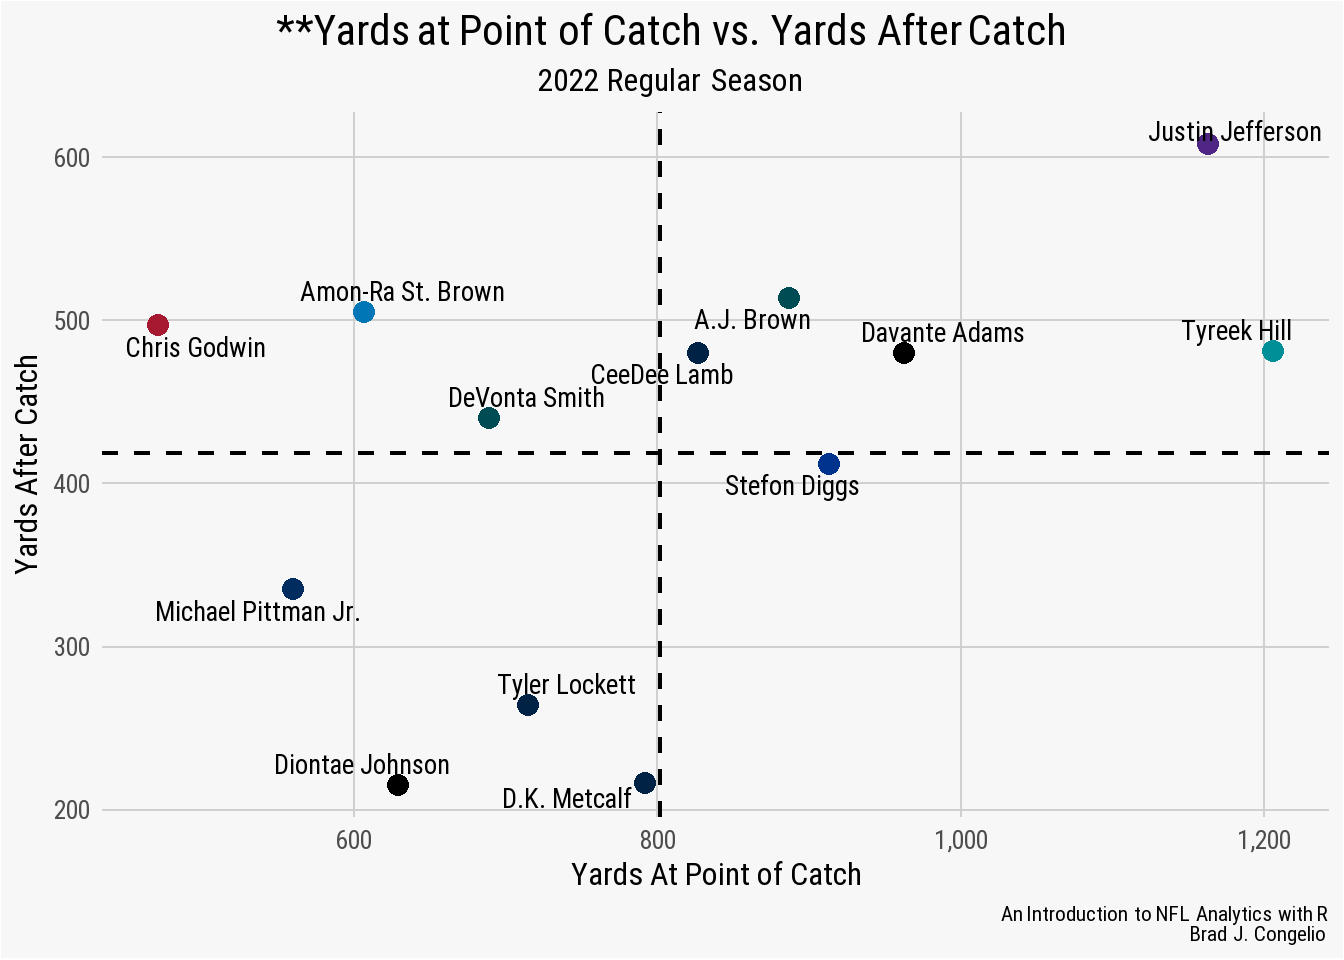 **Yards at Point of Catch vs. Yards After Catch
2022 Regular Season
Justin Jefferson
600
Amon-Ra St. Brown
A.J. Brown
500
Davante Adams
Tyreek Hill
Chris Godwin
CeeDee Lamb
DeVonta Smith
400
Stefon Diggs
Yards After Catch
Michael Pittman Jr.
300
Tyler Lockett
Diontae Johnson
D.K. Metcalf
200
600
800
1,000
1,200
Yards At Point of Catch
An Introduction to NFL Analytics with R
Brad J. Congelio